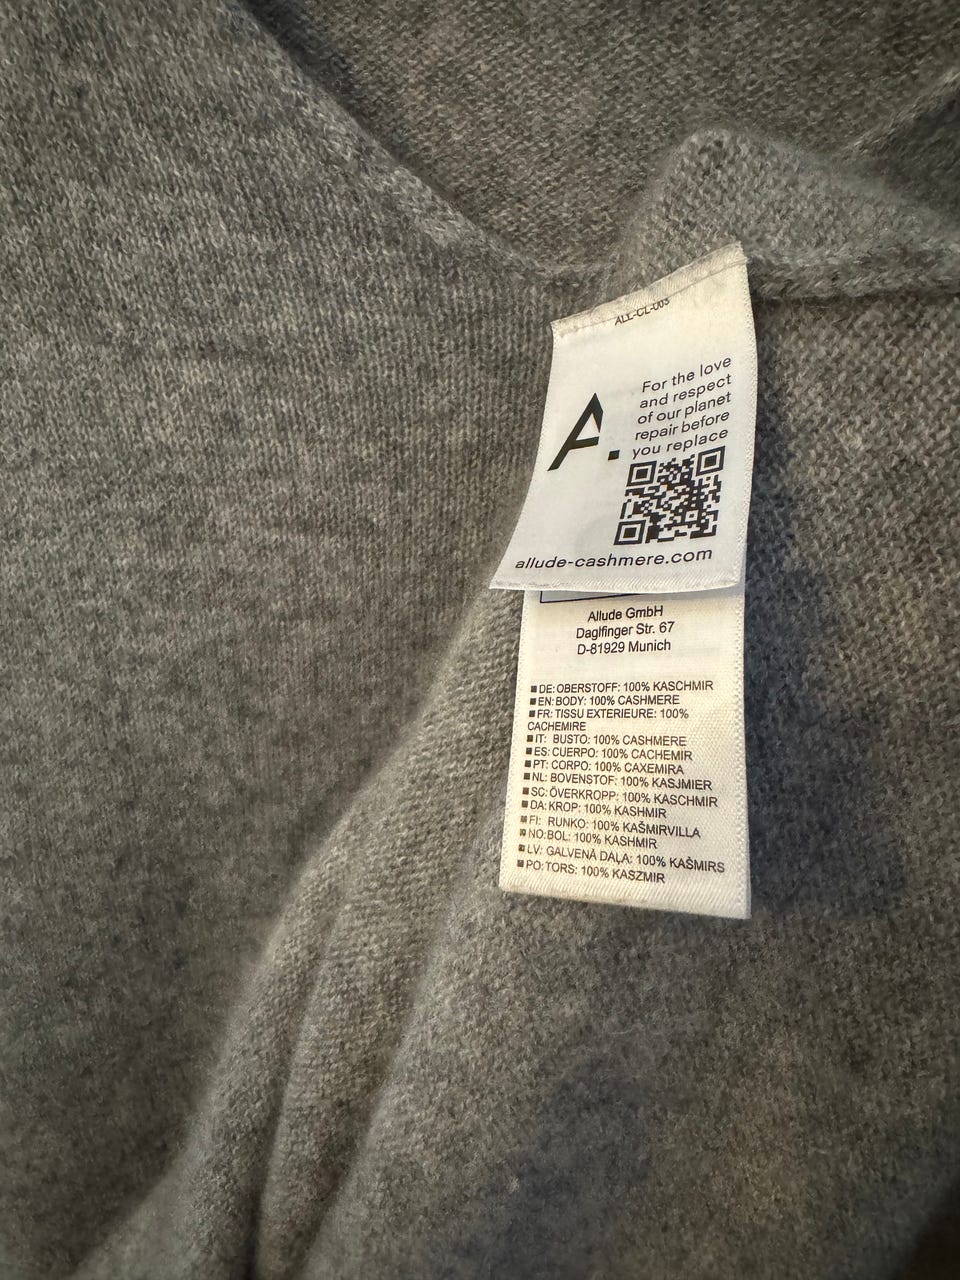 ALL-CL-003
A.
For the love
and respect
of our planet
repair before
you replace
allude-cashmere.com
Allude GmbH
Daglfinger Str. 67
D-81929 Munich
DE: OBERSTOFF: 100% KASCHMIR
EN: BODY: 100% CASHMERE
FR: TISSU EXTERIEURE: 100%
CACHEMIRE
IT: BUSTO: 100% CASHMERE
ES: CUERPO: 100% CACHEMIR
PT: CORPO: 100% CAXEMIRA
NL: BOVENSTOF: 100% KASJMIER
SC: ÖVERKROPP: 100% KASCHMIR
DA: KROP: 100% KASHMIR
FI: RUNKO: 100% KAŠMIRVILLA
NO: BOL: 100% KASHMIR
LV: GALVENĀ DAĻA: 100% KAŠMIRS
PO: TORS: 100% KASZMIR